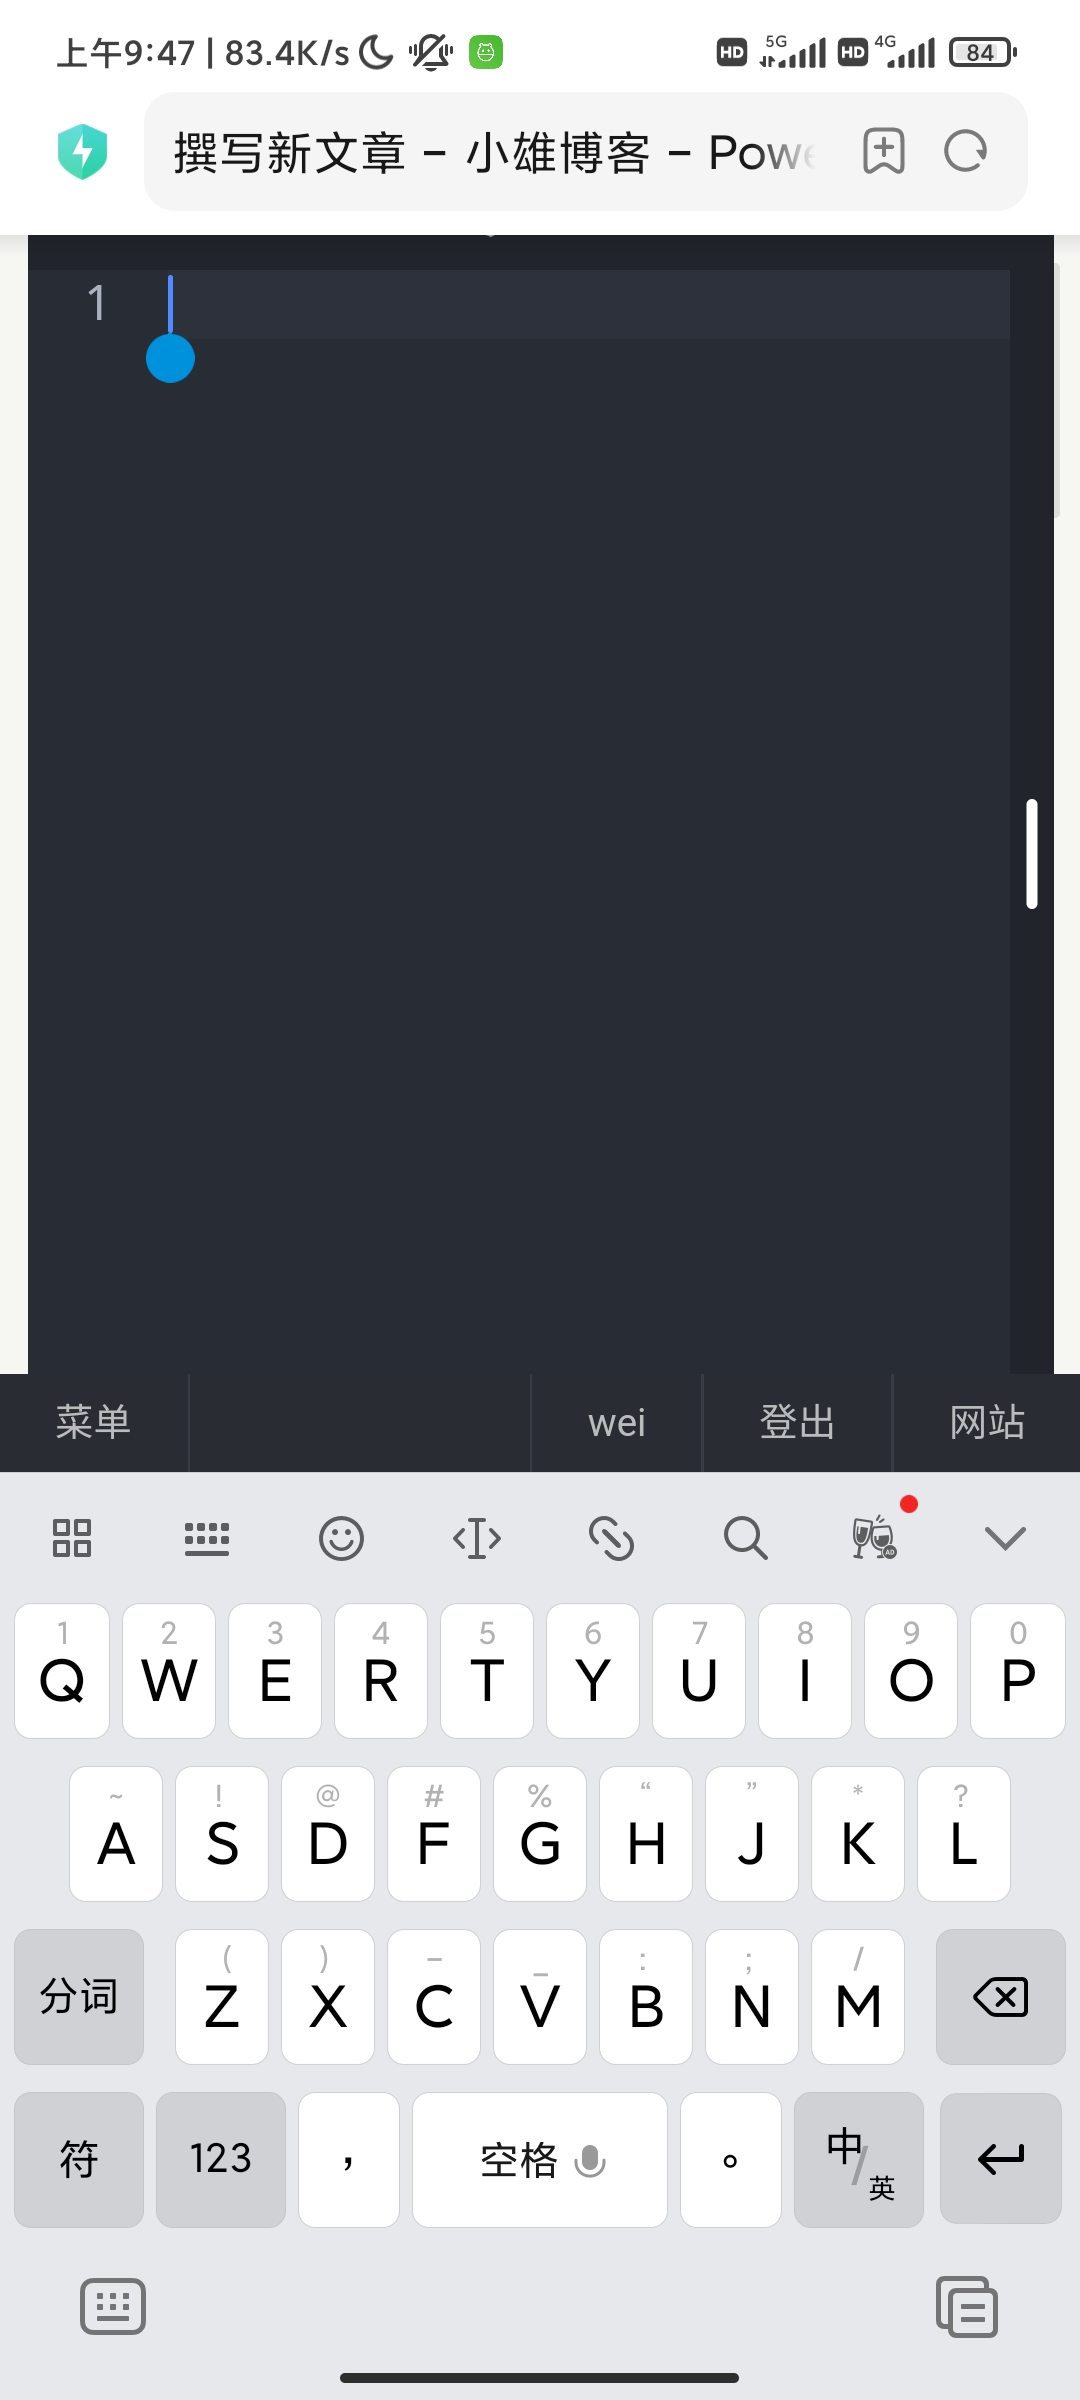 上午9:47 | 83.4K/s HD 5G HD 4G 84
撰写新文章 – 小雄博客 – Powe
1
菜单 wei 登出 网站
AD
1 2 3 4 5 6 7 8 9 0
Q W E R T Y U I O P
~ ! @ # % “ ” * ?
A S D F G H J K L
( ) – _ : ; /
分词 Z X C V B N M
符 123 ， 空格 。 中/英